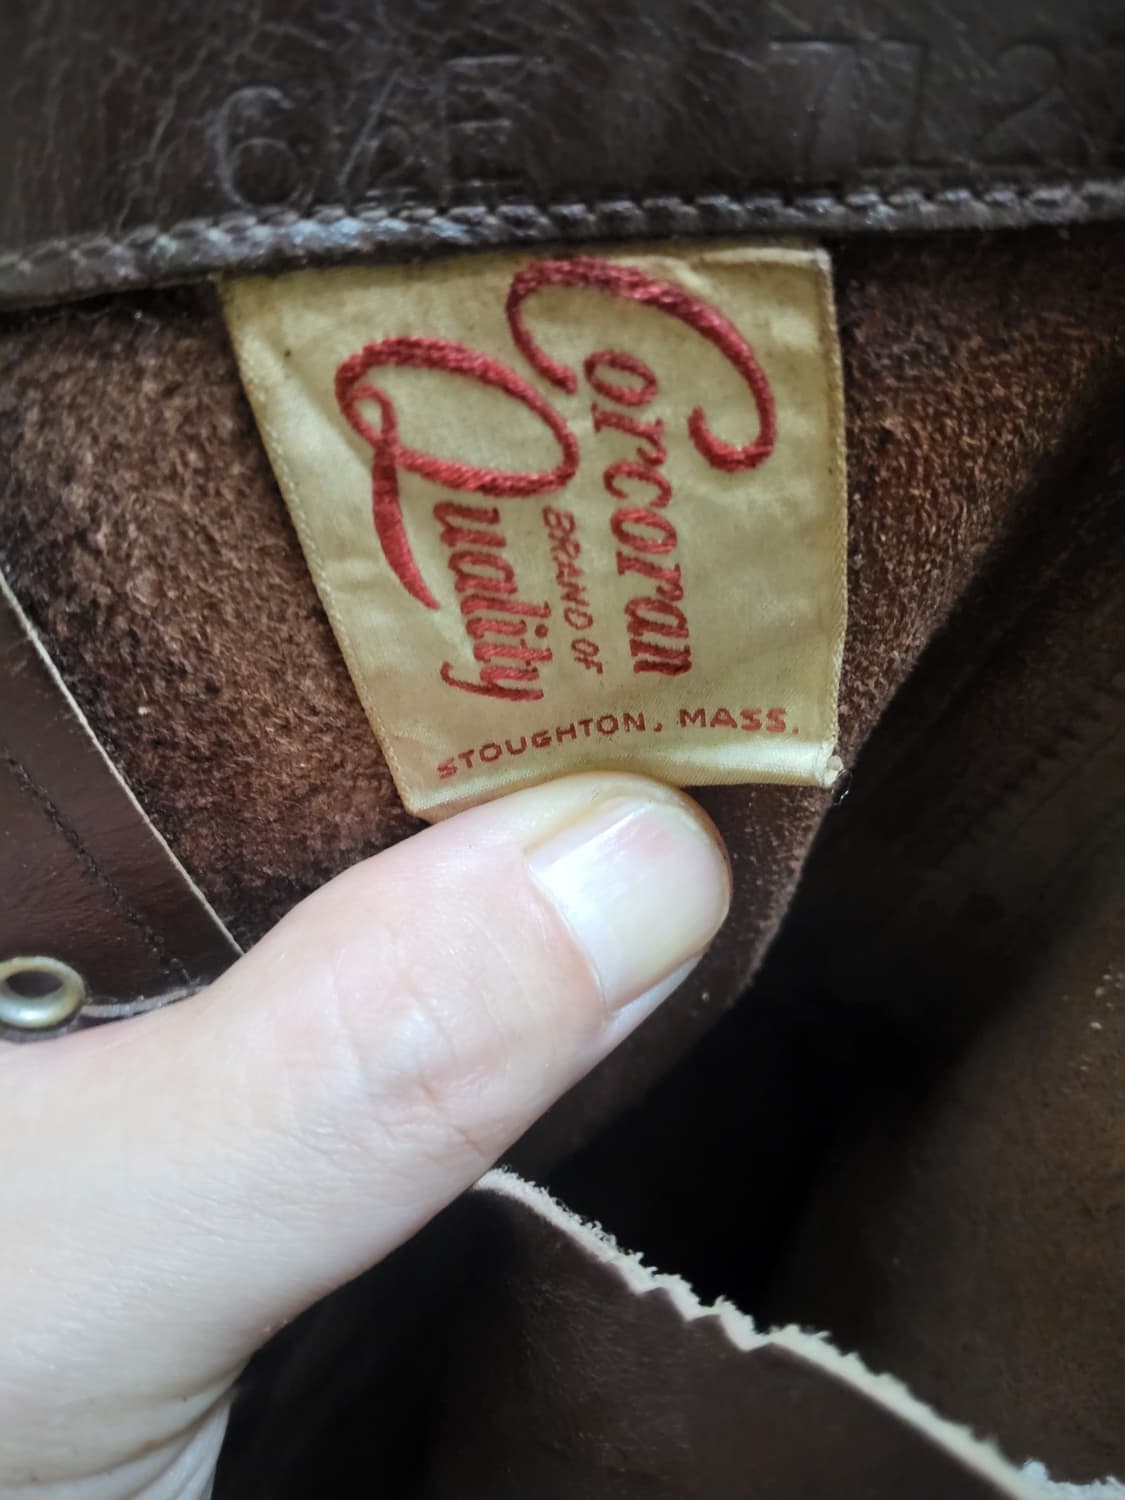 Corcoran
BRAND OF
Quality
STOUGHTON, MASS.